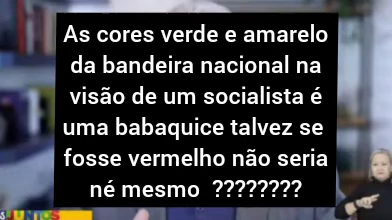 As cores verde e amarelo
da bandeira nacional na
visão de um socialista é
uma babaquice talvez se
fosse vermelho não seria
né mesmo ????????
JUNTOS